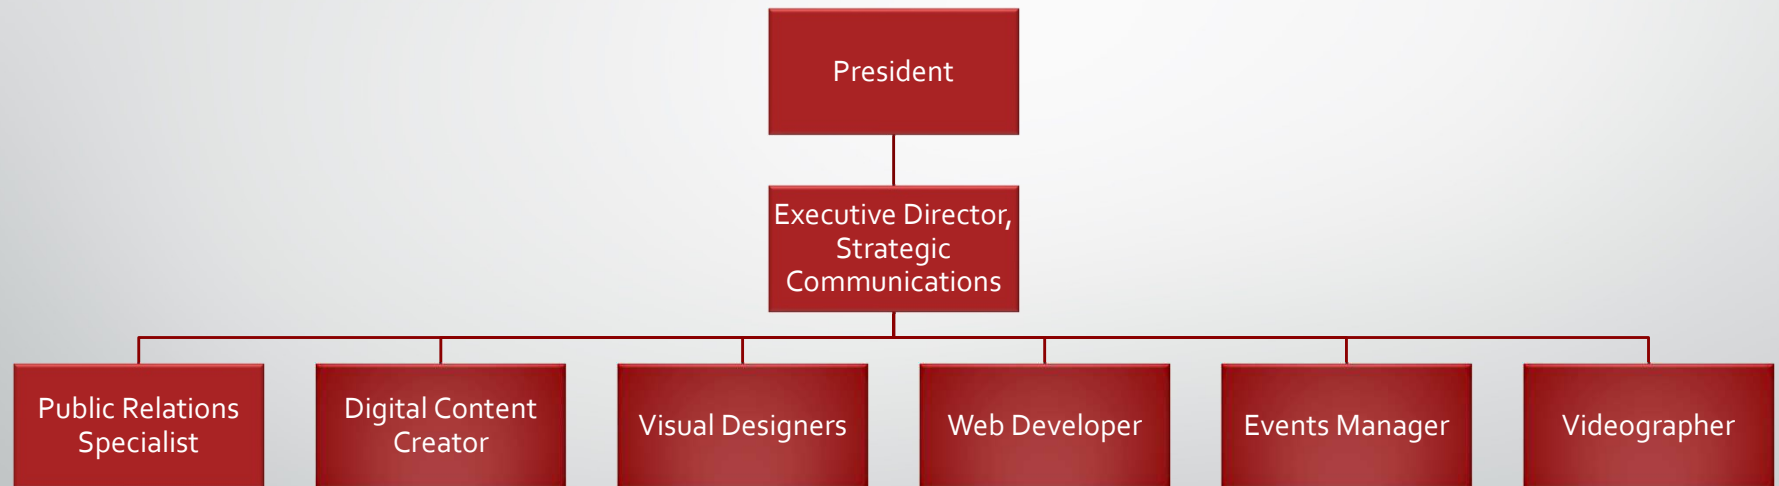 President
Executive Director,
Strategic
Communications
Public Relations
Specialist
Digital Content
Creator
Visual Designers
Web Developer
Events Manager
Videographer